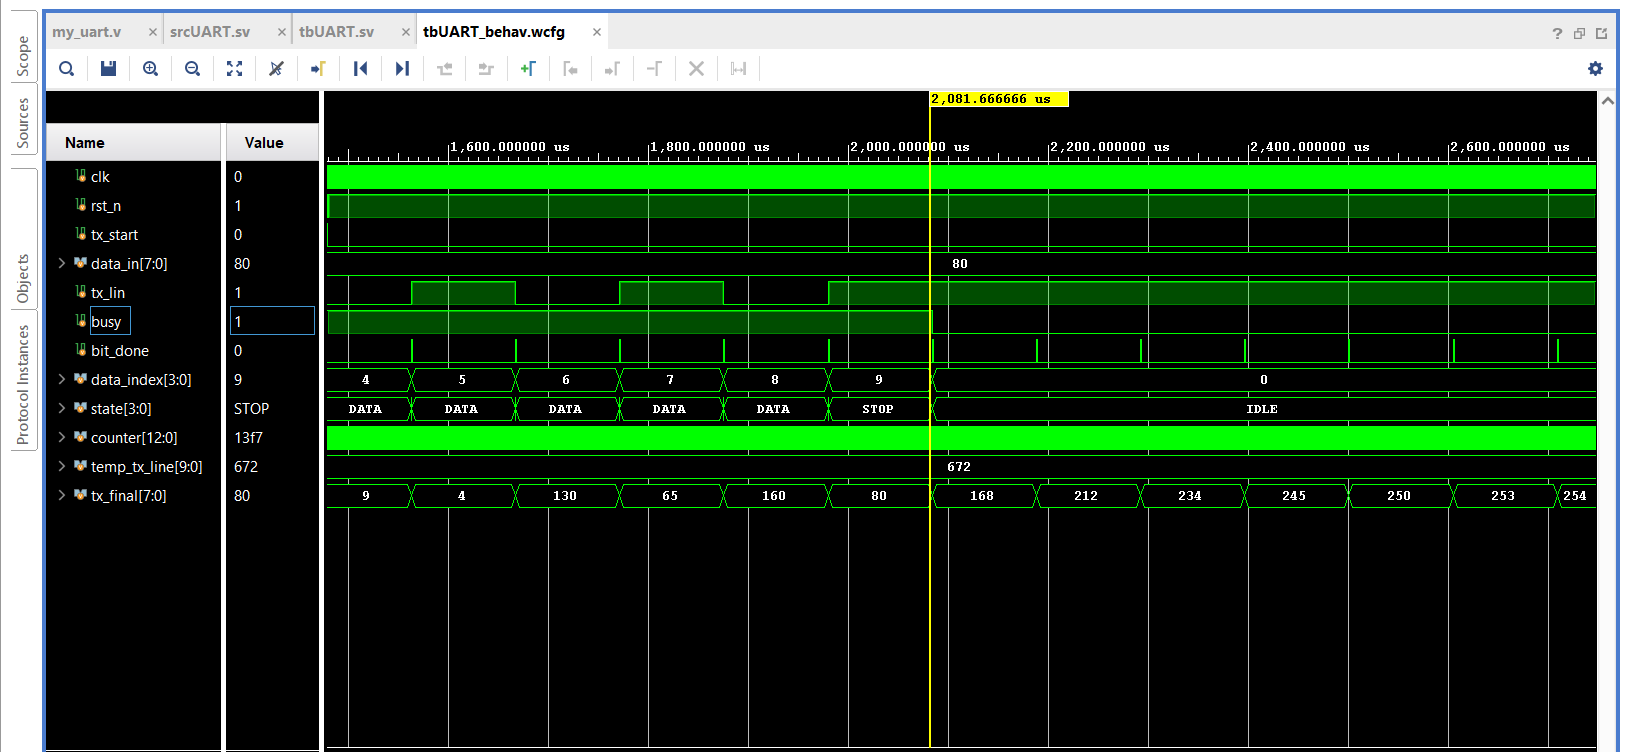 my_uart.v × srcUART.sv × tbUART.sv × tbUART_behav.wcfg ×
?
Scope
Sources
Objects
Protocol Instances
2,081.666666 us
Name Value
1,600.000000 us 1,800.000000 us 2,000.000000 us 2,200.000000 us 2,400.000000 us 2,600.000000 us
clk 0
rst_n 1
tx_start 0
data_in[7:0] 80 80
tx_lin 1
busy 1
bit_done 0
data_index[3:0] 9 4 5 6 7 8 9 0
state[3:0] STOP DATA DATA DATA DATA DATA STOP IDLE
counter[12:0] 13f7
temp_tx_line[9:0] 672 672
tx_final[7:0] 80 9 4 130 65 160 80 168 212 234 245 250 253 254